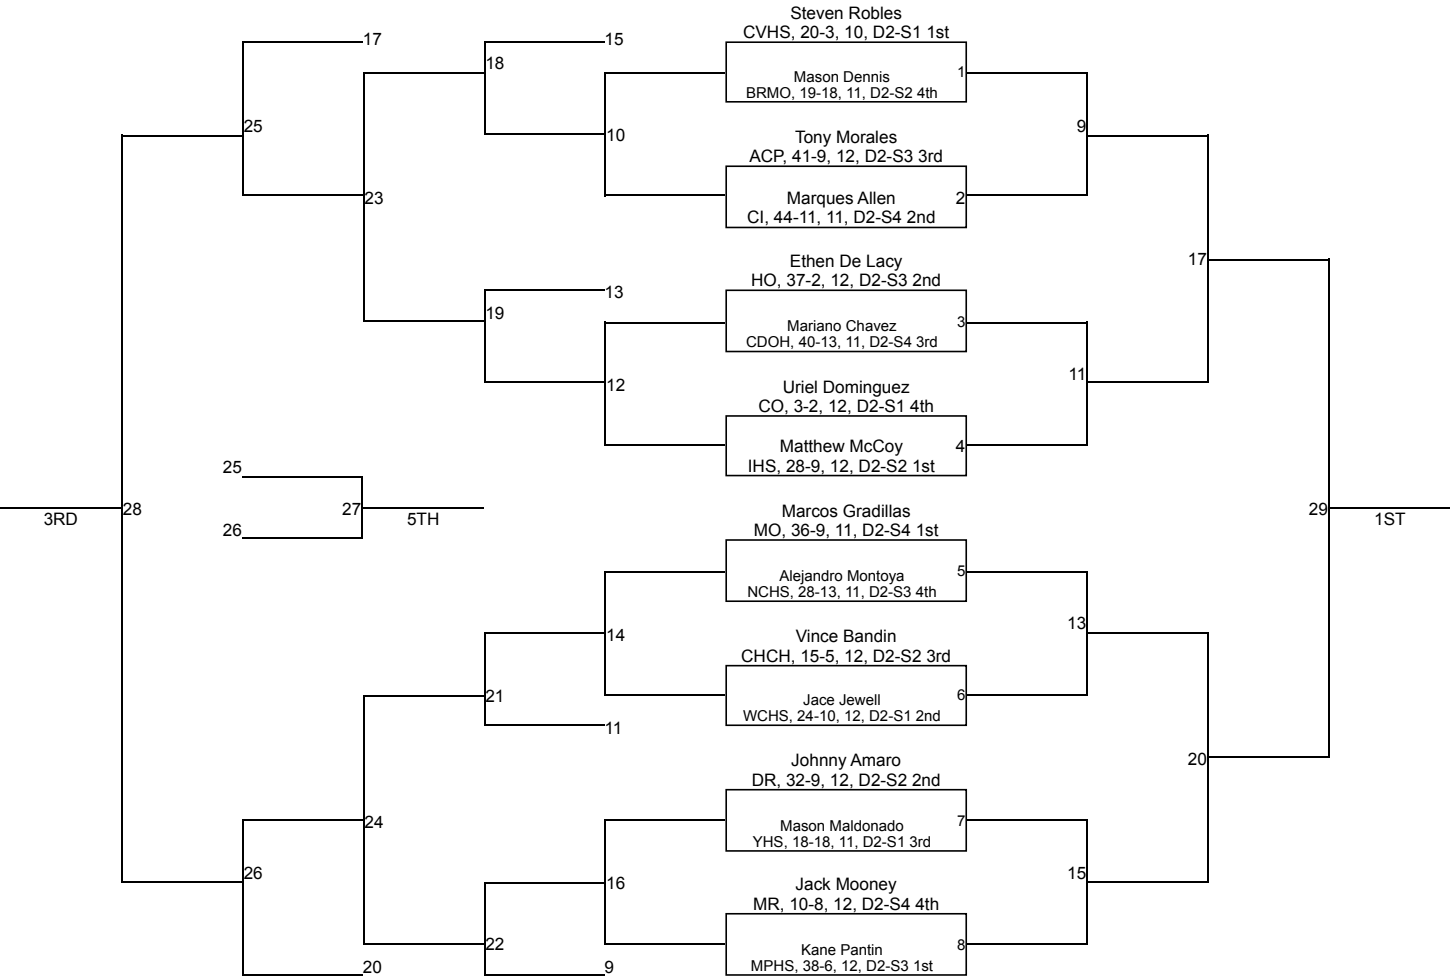 Steven Robles
CVHS, 20-3, 10, D2-S1 1st
17
15
18
Mason Dennis
1
BRMO, 19-18, 11, D2-S2 4th
25
10
9
Tony Morales
ACP, 41-9, 12, D2-S3 3rd
23
Marques Allen
2
CI, 44-11, 11, D2-S4 2nd
17
Ethen De Lacy
HO, 37-2, 12, D2-S3 2nd
13
19
Mariano Chavez
3
CDOH, 40-13, 11, D2-S4 3rd
11
12
Uriel Dominguez
CO, 3-2, 12, D2-S1 4th
Matthew McCoy
4
IHS, 28-9, 12, D2-S2 1st
25
28
27
29
3RD
5TH
1ST
Marcos Gradillas
MO, 36-9, 11, D2-S4 1st
26
Alejandro Montoya
5
NCHS, 28-13, 11, D2-S3 4th
13
14
Vince Bandin
CHCH, 15-5, 12, D2-S2 3rd
21
Jace Jewell
6
WCHS, 24-10, 12, D2-S1 2nd
11
20
Johnny Amaro
DR, 32-9, 12, D2-S2 2nd
24
Mason Maldonado
7
YHS, 18-18, 11, D2-S1 3rd
26
16
15
Jack Mooney
MR, 10-8, 12, D2-S4 4th
22
Kane Pantin
8
MPHS, 38-6, 12, D2-S3 1st
20
9